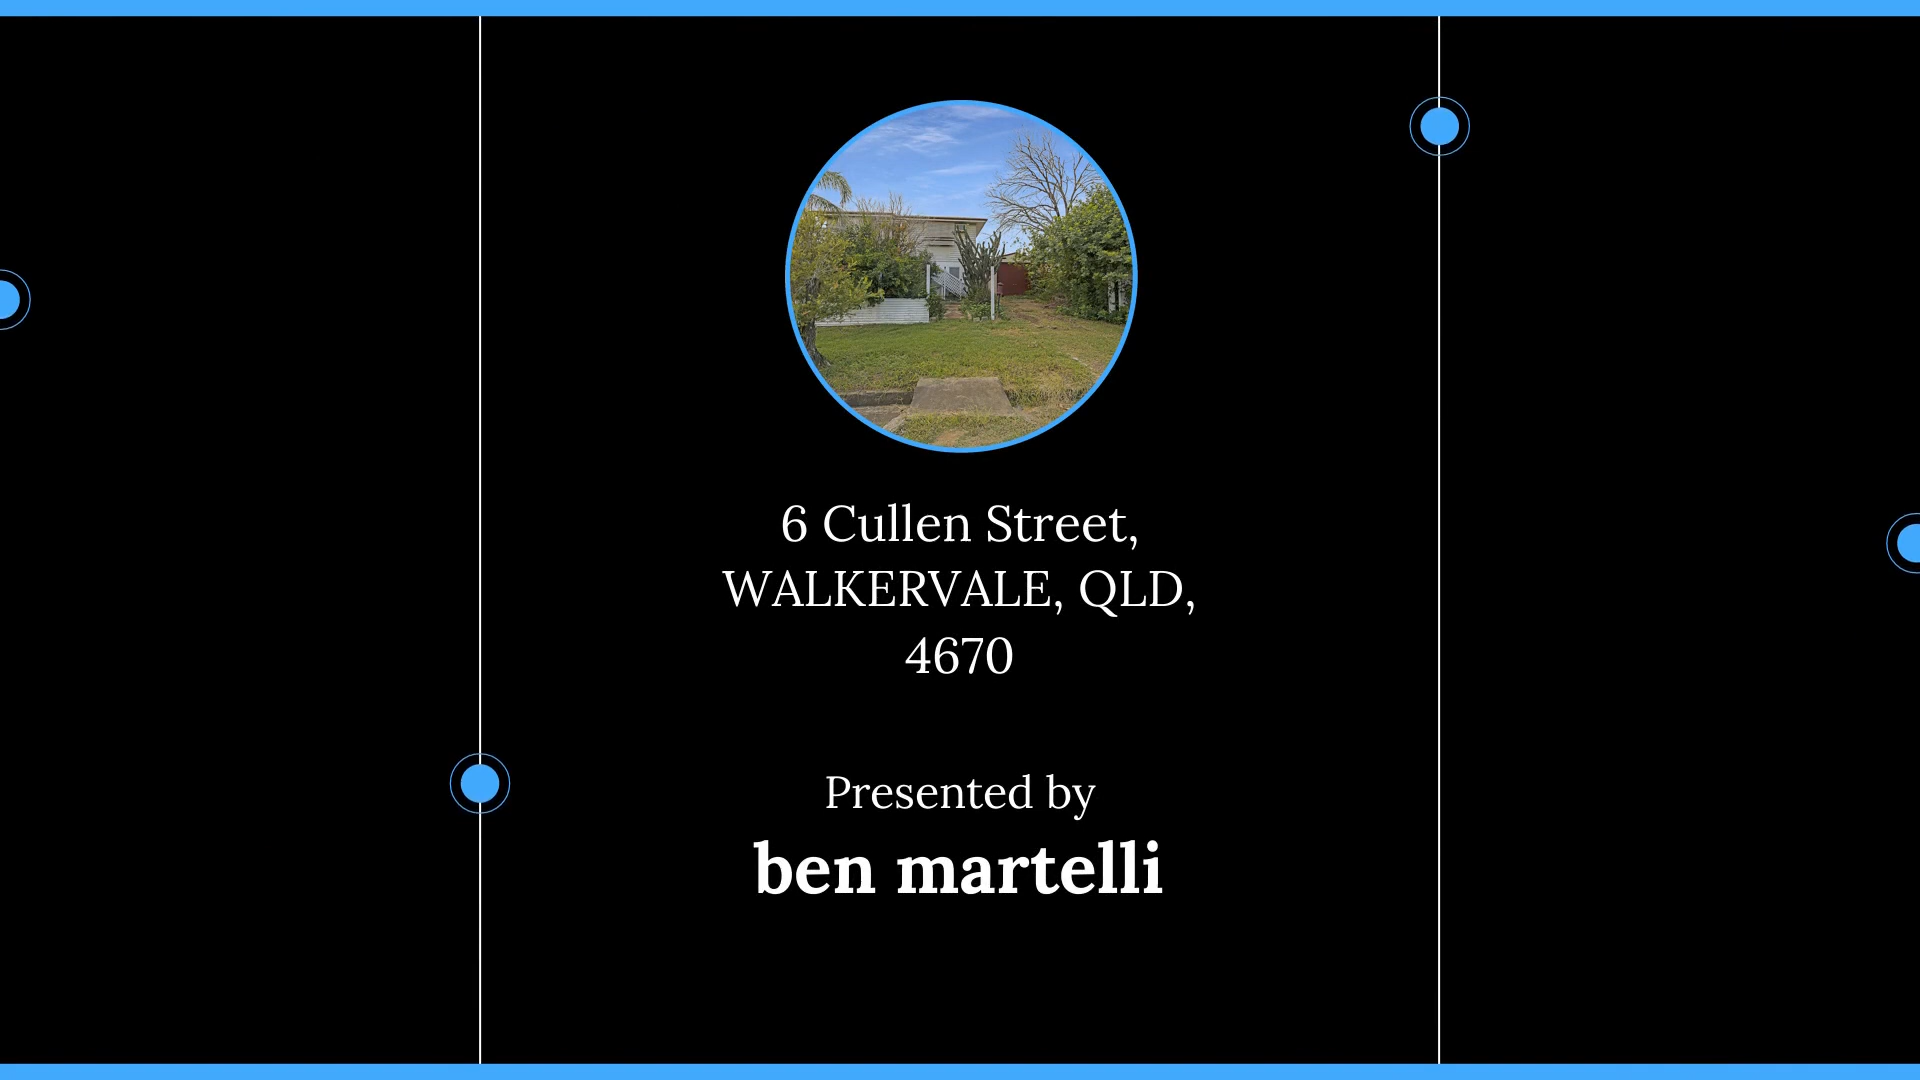 6 Cullen Street,
WALKERVALE, QLD,
4670
Presented by
ben martelli